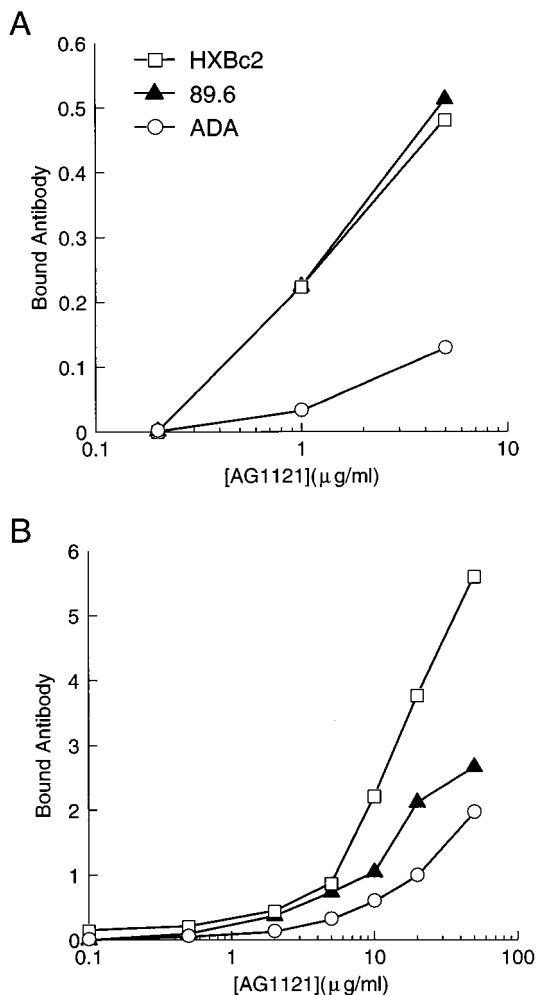 A
0.6
0.5
0.4
0.3
0.2
0.1
0
Bound Antibody
HXBc2
89.6
ADA
0.1 1 10
[AG1121](μg/ml)
B
6
5
4
3
2
1
0
Bound Antibody
0.1 1 10 100
[AG1121](μg/ml)